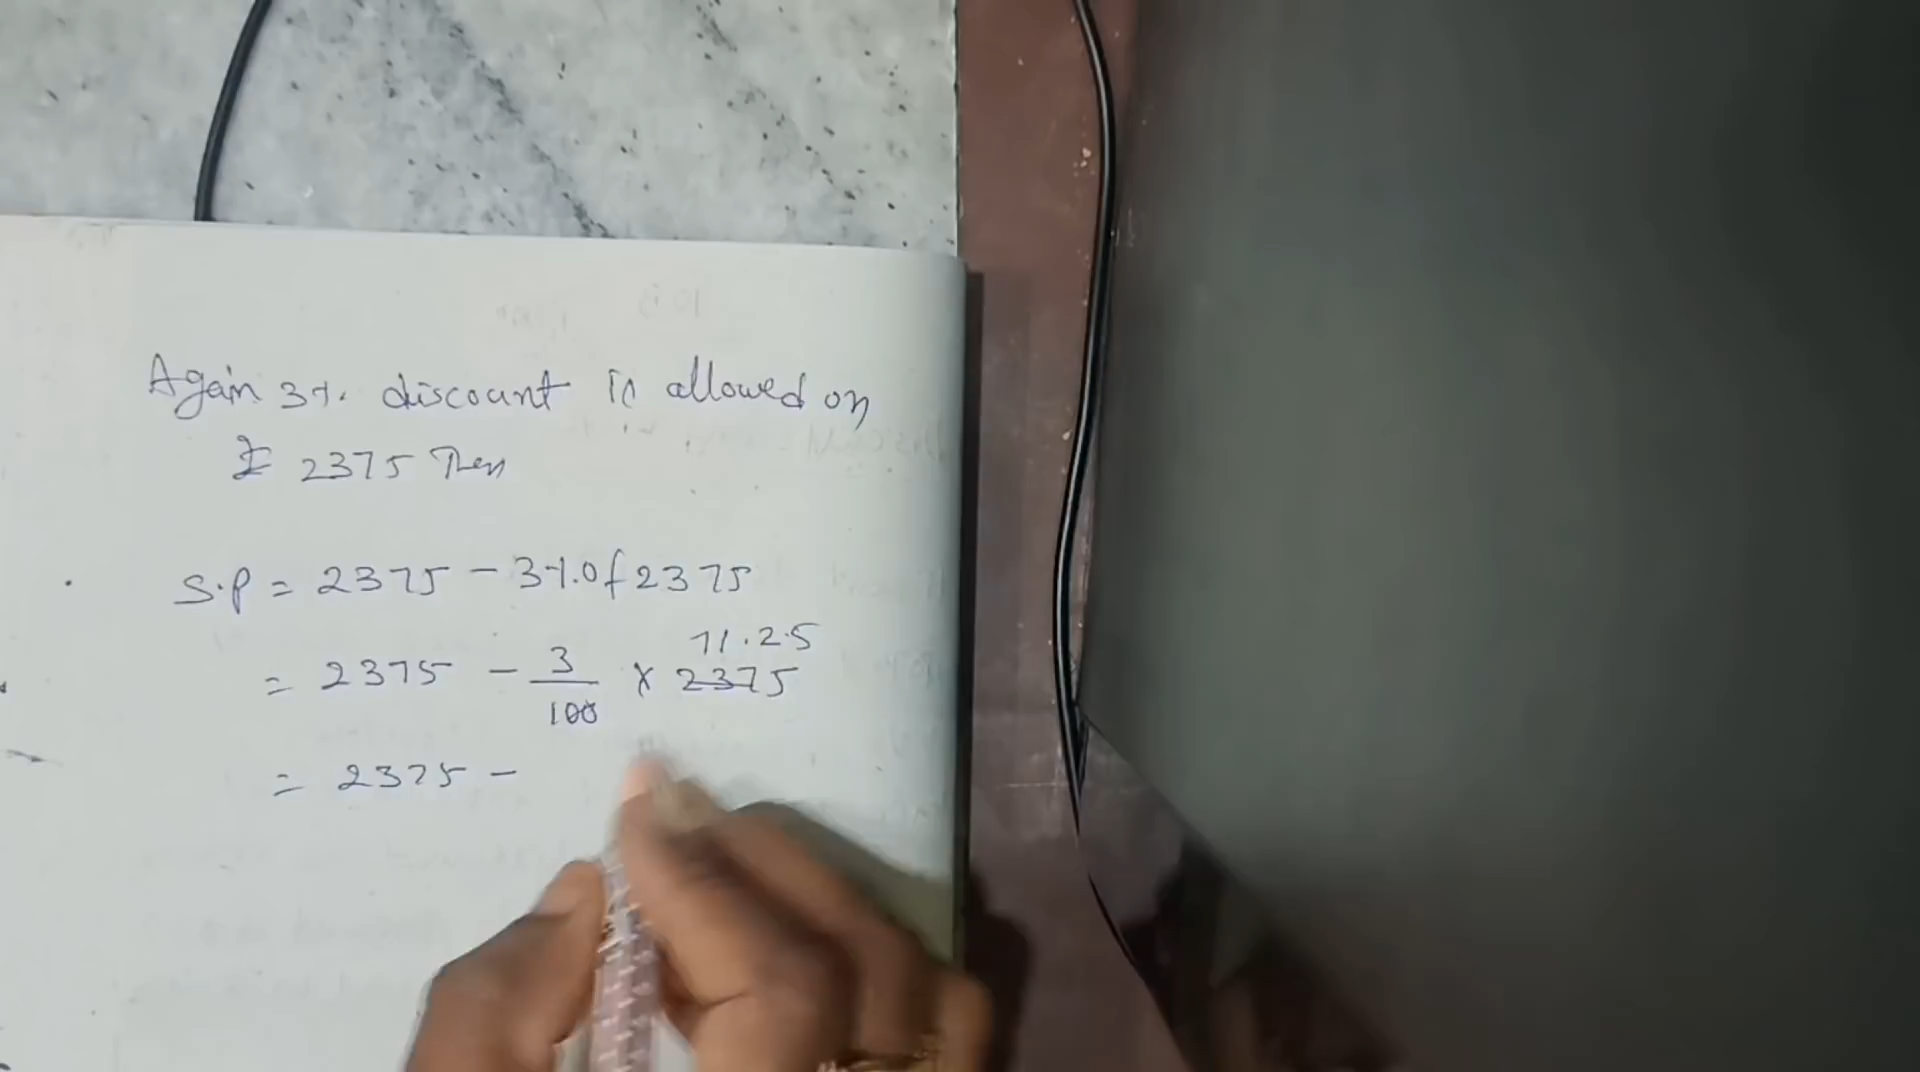 Again 3%. discount is allowed on
₹ 2375 Then
S.P = 2375 - 3%.of 2375
71.25
= 2375 - 3/100 × 2375
= 2375 -